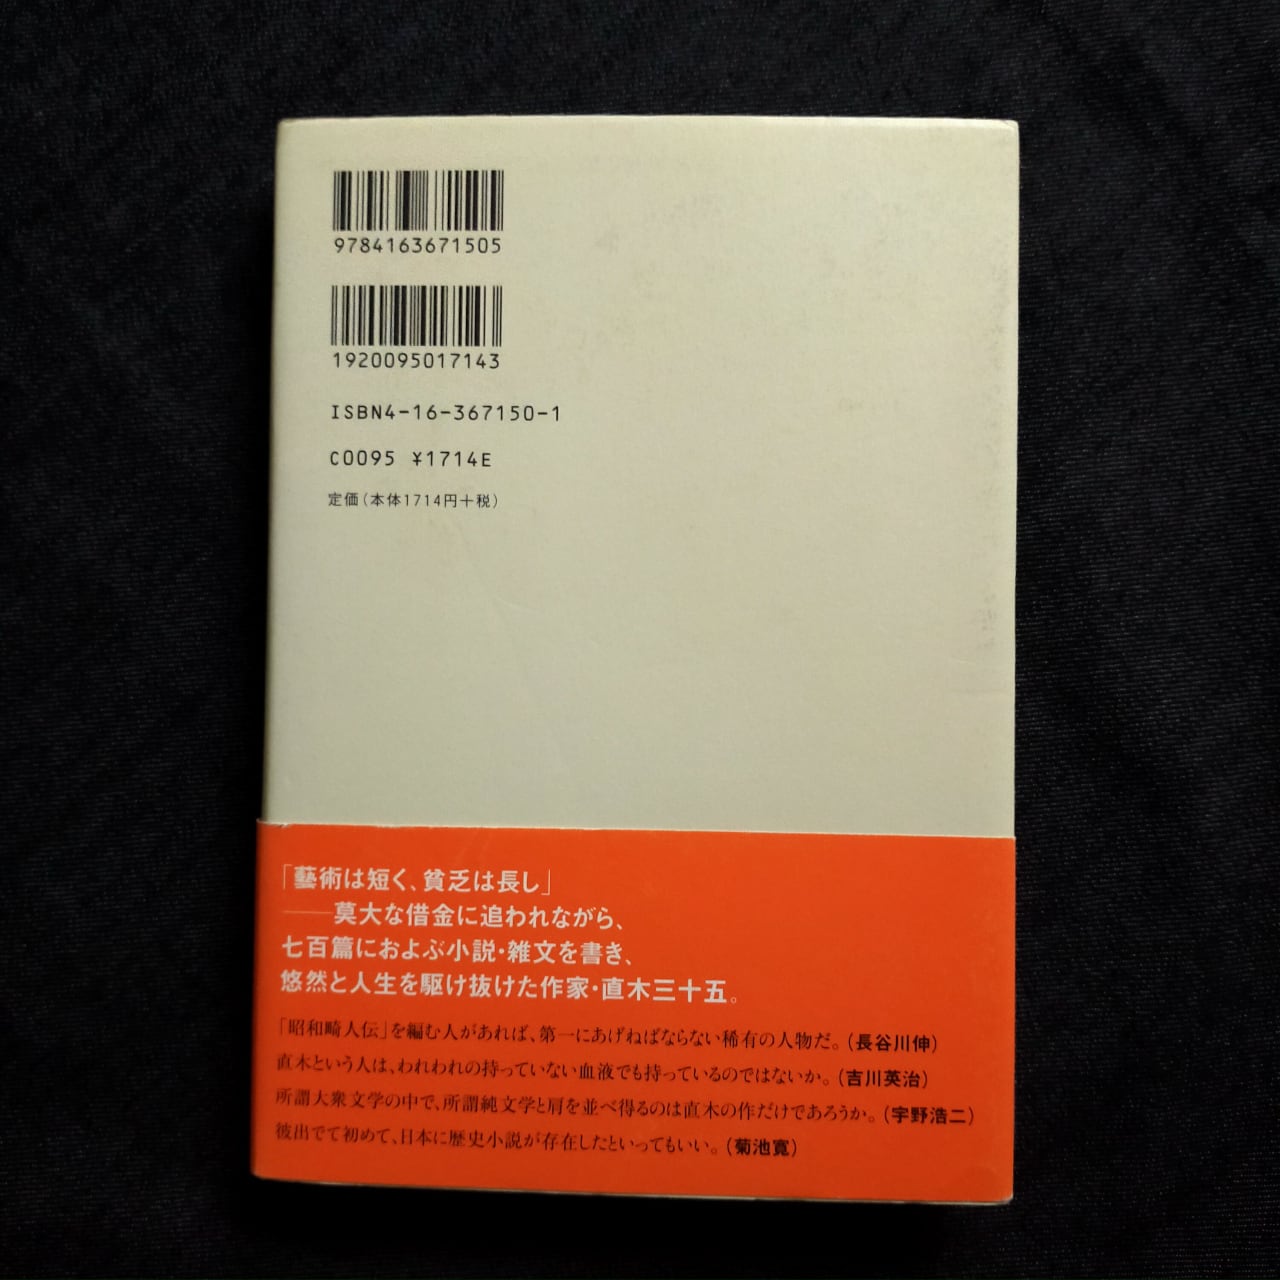 9784163671505
1920095017143
ISBN4-16-367150-1
C0095 ¥1714E
定価(本体1714円+税)
「藝術は短く、貧乏は長し」
――莫大な借金に追われながら、
七百篇におよぶ小説・雑文を書き、
悠然と人生を駆け抜けた作家・直木三十五。
「昭和畸人伝」を編む人があれば、第一にあげねばならない稀有の人物だ。(長谷川伸)
直木という人は、われわれの持っていない血液でも持っているのではないか。(吉川英治)
所謂大衆文学の中で、所謂純文学と肩を並べ得るのは直木の作だけであろうか。(宇野浩二)
彼出でて初めて、日本に歴史小説が存在したといってもいい。(菊池寛)